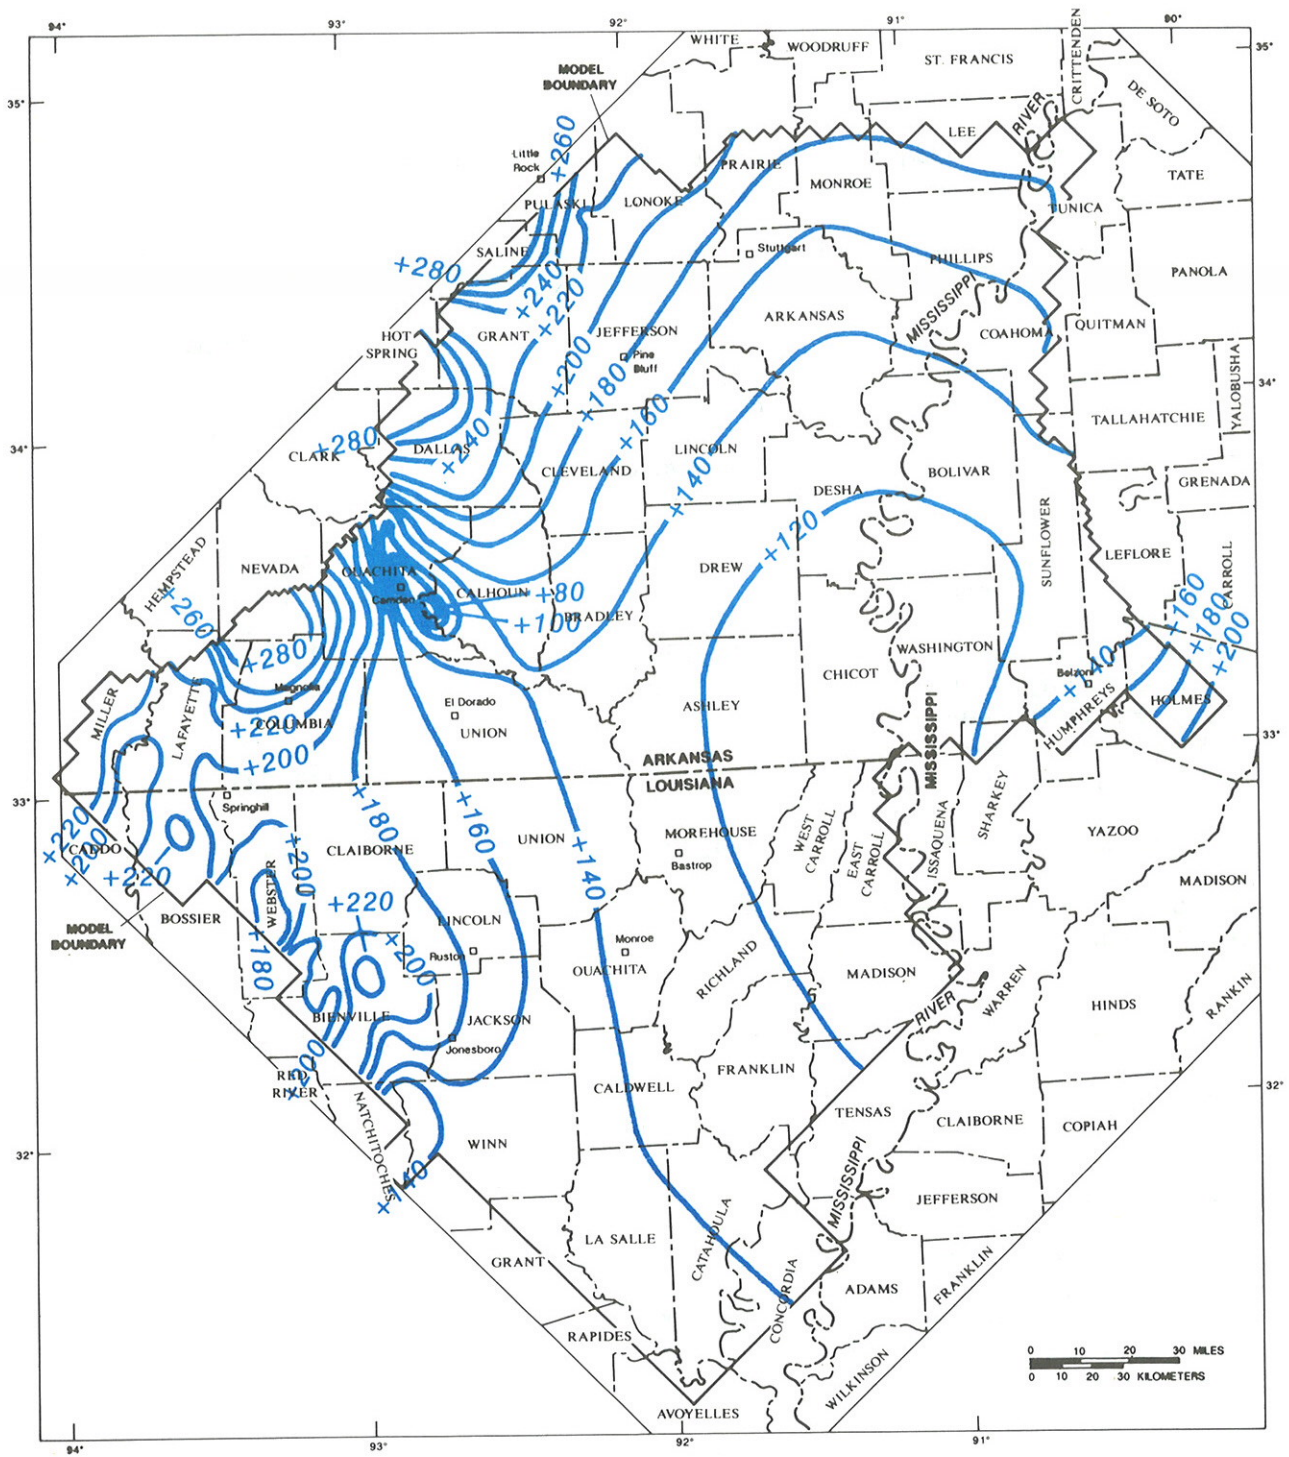 94°
93°
92°
91°
90°
35°
35°
WHITE
WOODRUFF
ST. FRANCIS
CRITTENDEN
DE SOTO
MODEL
BOUNDARY
RIVER
LEE
Little
Rock
+260
PRAIRIE
MONROE
TATE
PULASKI
LONOKE
TUNICA
SALINE
Stuttgart
PHILLIPS
PANOLA
+280
+240
+220
MISSISSIPPI
HOT
SPRING
GRANT
JEFFERSON
ARKANSAS
COAHOMA
QUITMAN
Pine
Bluff
+200
+180
+160
34°
YALOBUSHA
TALLAHATCHIE
34°
CLARK
+280
DALLAS
+240
CLEVELAND
LINCOLN
+140
DESHA
BOLIVAR
GRENADA
SUNFLOWER
LEFLORE
CARROLL
HEMPSTEAD
NEVADA
OUACHITA
Camden
CALHOUN
+80
+100
BRADLEY
DREW
+120
+160
+180
+200
+260
+280
WASHINGTON
CHICOT
Belzoni
HUMPHREYS
HOLMES
MILLER
LAFAYETTE
Magnolia
COLUMBIA
+220
+200
El Dorado
UNION
ASHLEY
MISSISSIPPI
33°
ARKANSAS
LOUISIANA
33°
Springhill
+220
+200
CADDO
+220
+180
+160
+140
CLAIBORNE
UNION
MOREHOUSE
Bastrop
WEST
CARROLL
EAST
CARROLL
ISSAQUENA
SHARKEY
YAZOO
MADISON
WEBSTER
+200
BOSSIER
MODEL
BOUNDARY
+180
+220
+200
LINCOLN
Ruston
Monroe
OUACHITA
RICHLAND
MADISON
WARREN
HINDS
RANKIN
RIVER
BIENVILLE
JACKSON
Jonesboro
+200
RED
RIVER
NATCHITOCHES
CALDWELL
FRANKLIN
TENSAS
CLAIBORNE
COPIAH
32°
32°
WINN
+140
MISSISSIPPI
JEFFERSON
LA SALLE
CATAHOULA
GRANT
CONCORDIA
ADAMS
FRANKLIN
RAPIDES
WILKINSON
AVOYELLES
0 10 20 30 MILES
0 10 20 30 KILOMETERS
94°
93°
92°
91°